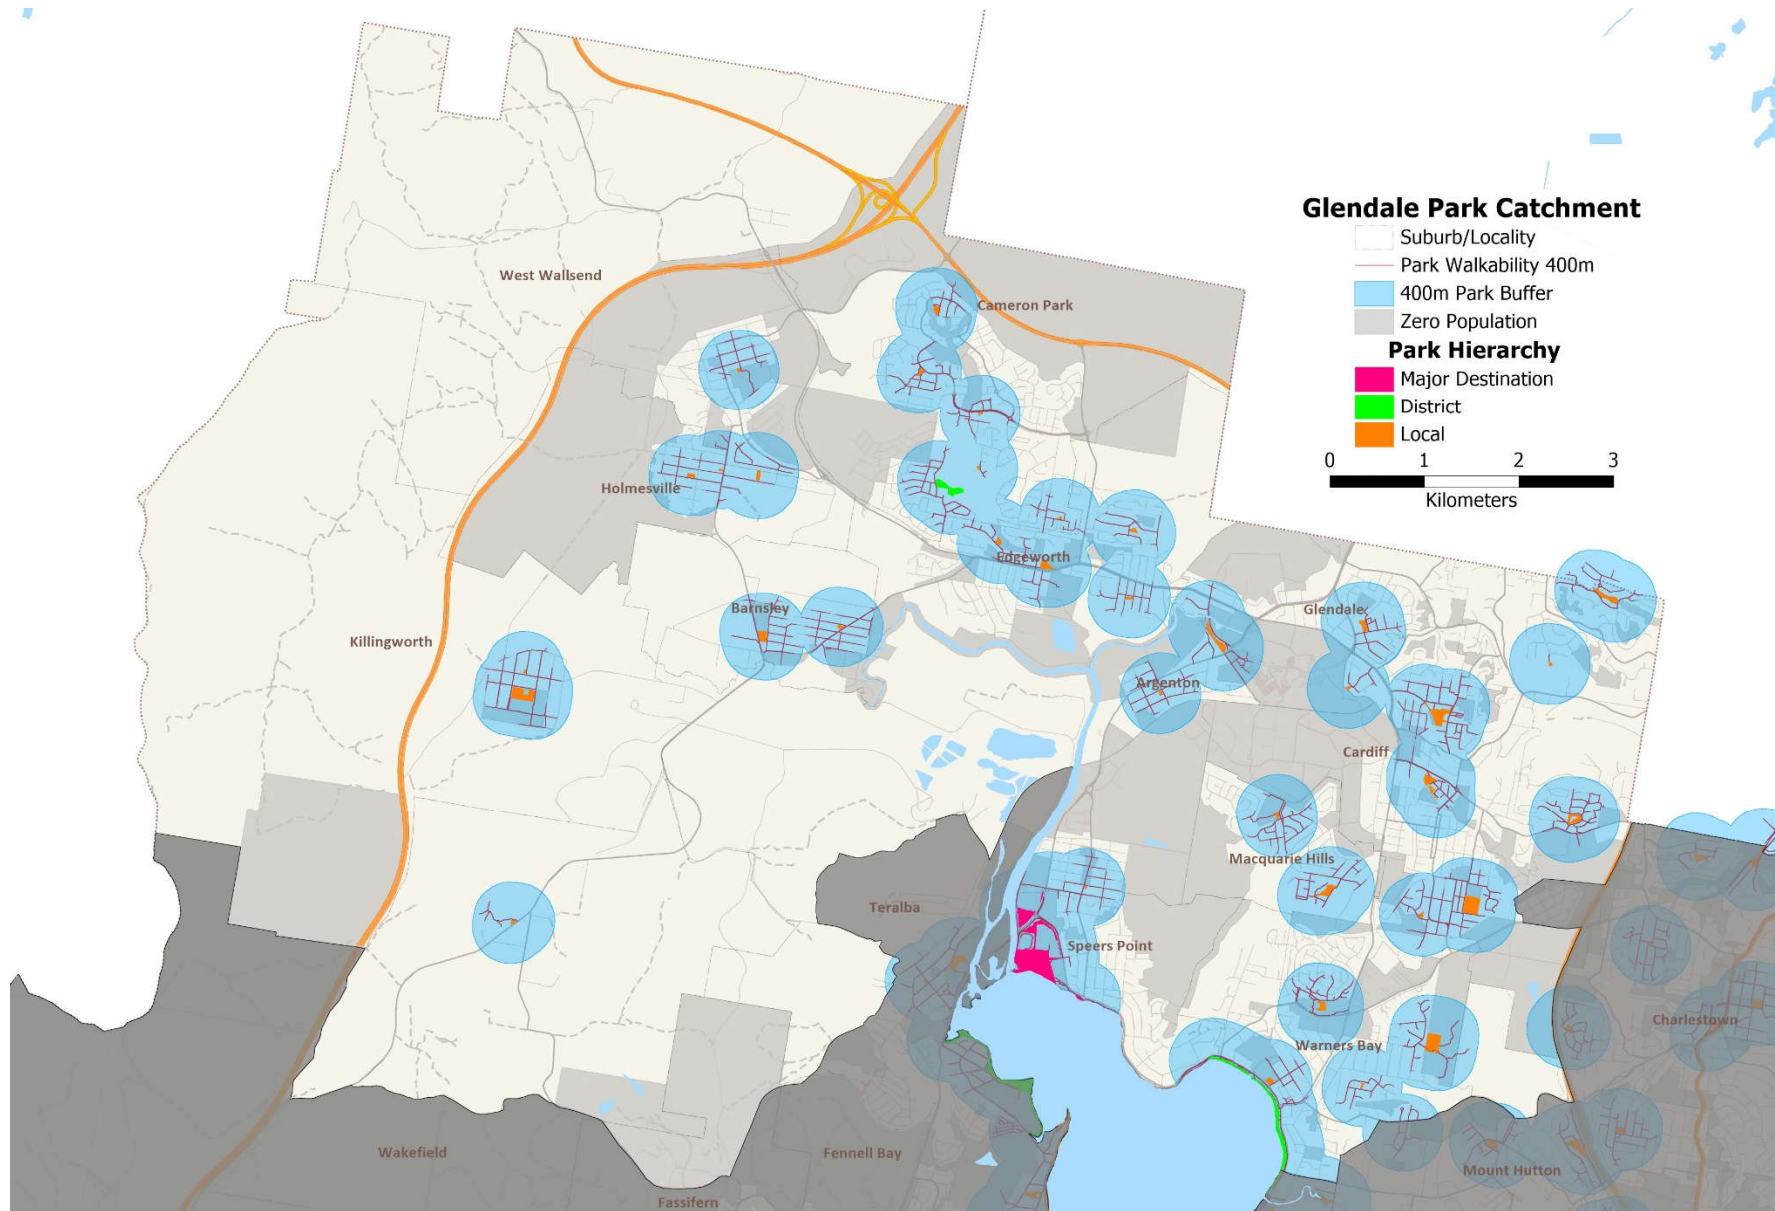 Glendale Park Catchment
Suburb/Locality
Park Walkability 400m
400m Park Buffer
Zero Population
Park Hierarchy
Major Destination
District
Local
0 1 2 3
Kilometers
West Wallsend
Cameron Park
Holmesville
Edgeworth
Barnsley
Glendale
Killingworth
Argenton
Cardiff
Macquarie Hills
Teralba
Speers Point
Charlestown
Warners Bay
Wakefield
Fennell Bay
Mount Hutton
Fassifern